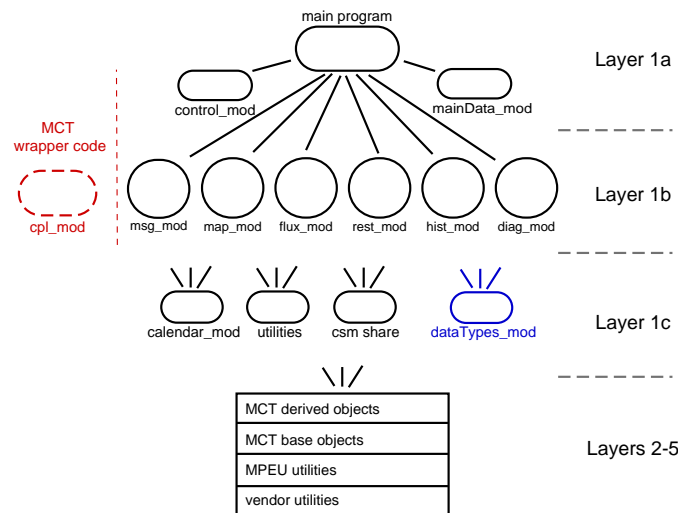 main program
Layer 1a
control_mod
mainData_mod
MCT
wrapper code
cpl_mod
msg_mod
map_mod
flux_mod
rest_mod
hist_mod
diag_mod
Layer 1b
calendar_mod
utilities
csm share
dataTypes_mod
Layer 1c
MCT derived objects
MCT base objects
MPEU utilities
vendor utilities
Layers 2-5